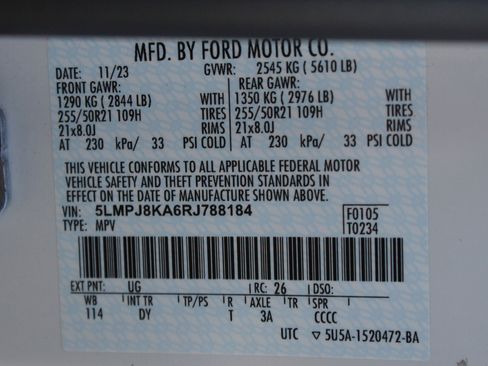 MFD. BY FORD MOTOR CO.
DATE: 11/23 GVWR: 2545 KG ( 5610 LB)
FRONT GAWR: REAR GAWR:
1290 KG ( 2844 LB) WITH 1350 KG ( 2976 LB) WITH
255/50R21 109H TIRES 255/50R21 109H TIRES
21x8.0J RIMS 21x8.0J RIMS
AT 230 kPa/ 33 PSI COLD AT 230 kPa/ 33 PSI COLD
THIS VEHICLE CONFORMS TO ALL APPLICABLE FEDERAL MOTOR
VEHICLE SAFETY AND THEFT PREVENTION STANDARDS IN
EFFECT ON THE DATE OF MANUFACTURE SHOWN ABOVE.
VIN: 5LMPJ8KA6RJ788184 F0105
TYPE: MPV T0234
EXT PNT: UG RC: 26 DSO:
WB INT TR TP/PS R AXLE TR SPR
114 DY T 3A CCCC
UTC ▽ 5U5A-1520472-BA